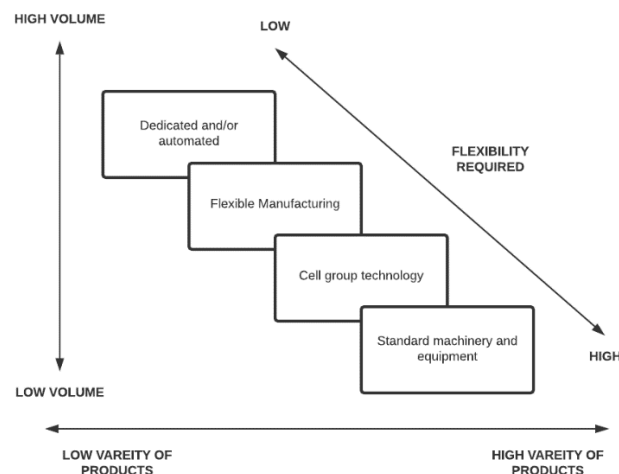 HIGH VOLUME
LOW
Dedicated and/or
automated
FLEXIBILITY
REQUIRED
Flexible Manufacturing
Cell group technology
Standard machinery and
equipment
HIGH
LOW VOLUME
LOW VAREITY OF
PRODUCTS
HIGH VAREITY OF
PRODUCTS